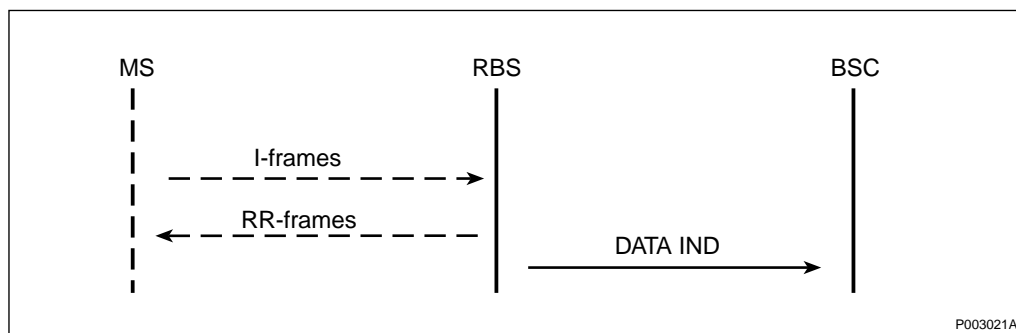 MS RBS BSC
I-frames
RR-frames
DATA IND
P003021A